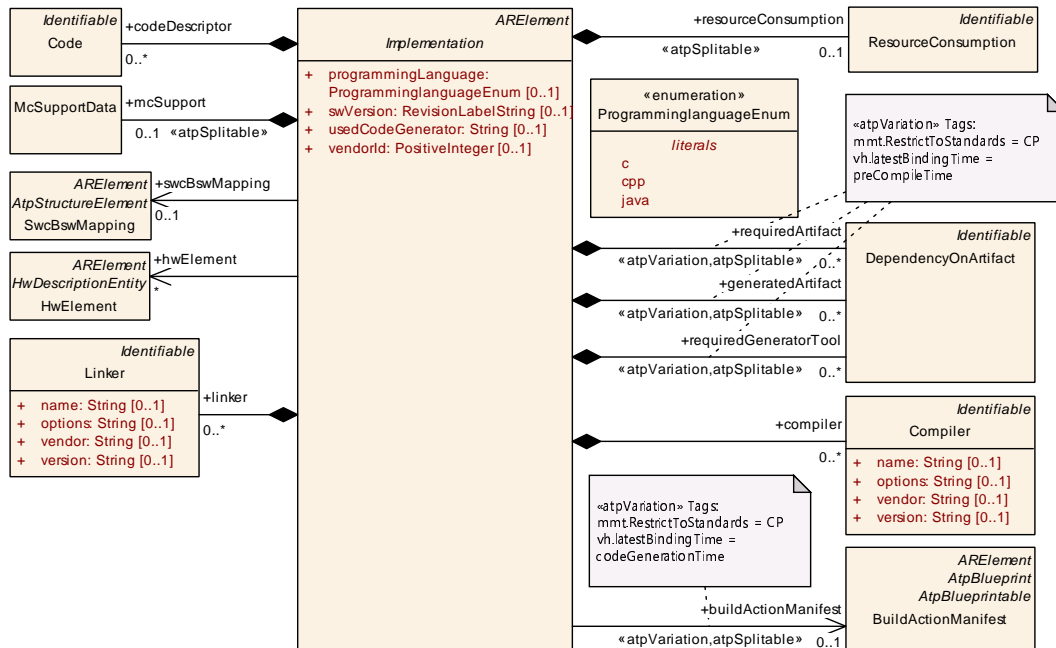 Identifiable
Code
+codeDescriptor
0..*
McSupportData
+mcSupport
0..1 «atpSplitable»
ARElement
AtpStructureElement
SwcBswMapping
+swcBswMapping
0..1
ARElement
HwDescriptionEntity
HwElement
+hwElement
*
Identifiable
Linker
+ name: String [0..1]
+ options: String [0..1]
+ vendor: String [0..1]
+ version: String [0..1]
+linker
0..*
ARElement
Implementation
+ programmingLanguage:
ProgramminglanguageEnum [0..1]
+ swVersion: RevisionLabelString [0..1]
+ usedCodeGenerator: String [0..1]
+ vendorId: PositiveInteger [0..1]
+resourceConsumption
«atpSplitable»
0..1
Identifiable
ResourceConsumption
«enumeration»
ProgramminglanguageEnum
literals
c
cpp
java
«atpVariation» Tags:
mmt.RestrictToStandards = CP
vh.latestBindingTime =
preCompileTime
+requiredArtifact
«atpVariation,atpSplitable» 0..*
+generatedArtifact
«atpVariation,atpSplitable» 0..*
+requiredGeneratorTool
«atpVariation,atpSplitable» 0..*
Identifiable
DependencyOnArtifact
+compiler
0..*
Identifiable
Compiler
+ name: String [0..1]
+ options: String [0..1]
+ vendor: String [0..1]
+ version: String [0..1]
«atpVariation» Tags:
mmt.RestrictToStandards = CP
vh.latestBindingTime =
codeGenerationTime
+buildActionManifest
«atpVariation,atpSplitable» 0..1
ARElement
AtpBlueprint
AtpBlueprintable
BuildActionManifest